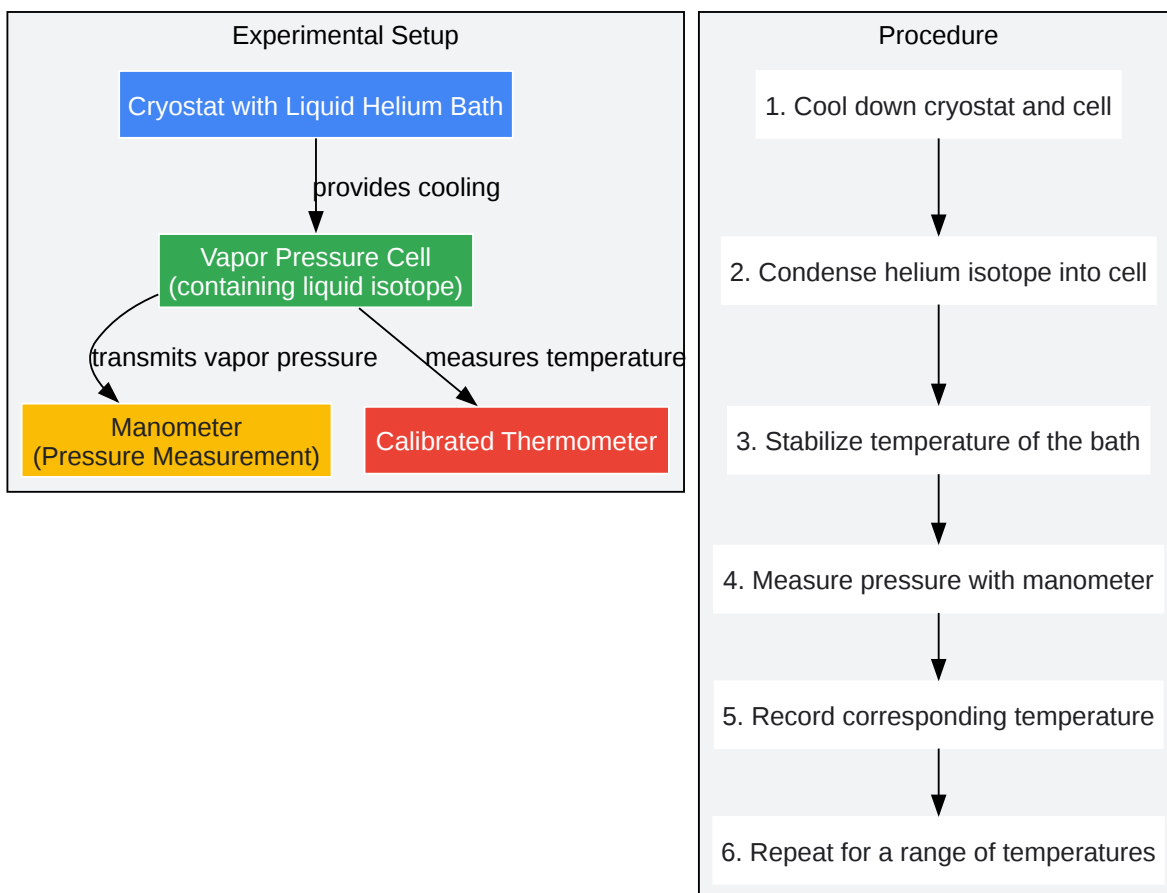 Experimental Setup
Cryostat with Liquid Helium Bath
provides cooling
Vapor Pressure Cell
(containing liquid isotope)
transmits vapor pressure
measures temperature
Manometer
(Pressure Measurement)
Calibrated Thermometer
Procedure
1. Cool down cryostat and cell
2. Condense helium isotope into cell
3. Stabilize temperature of the bath
4. Measure pressure with manometer
5. Record corresponding temperature
6. Repeat for a range of temperatures